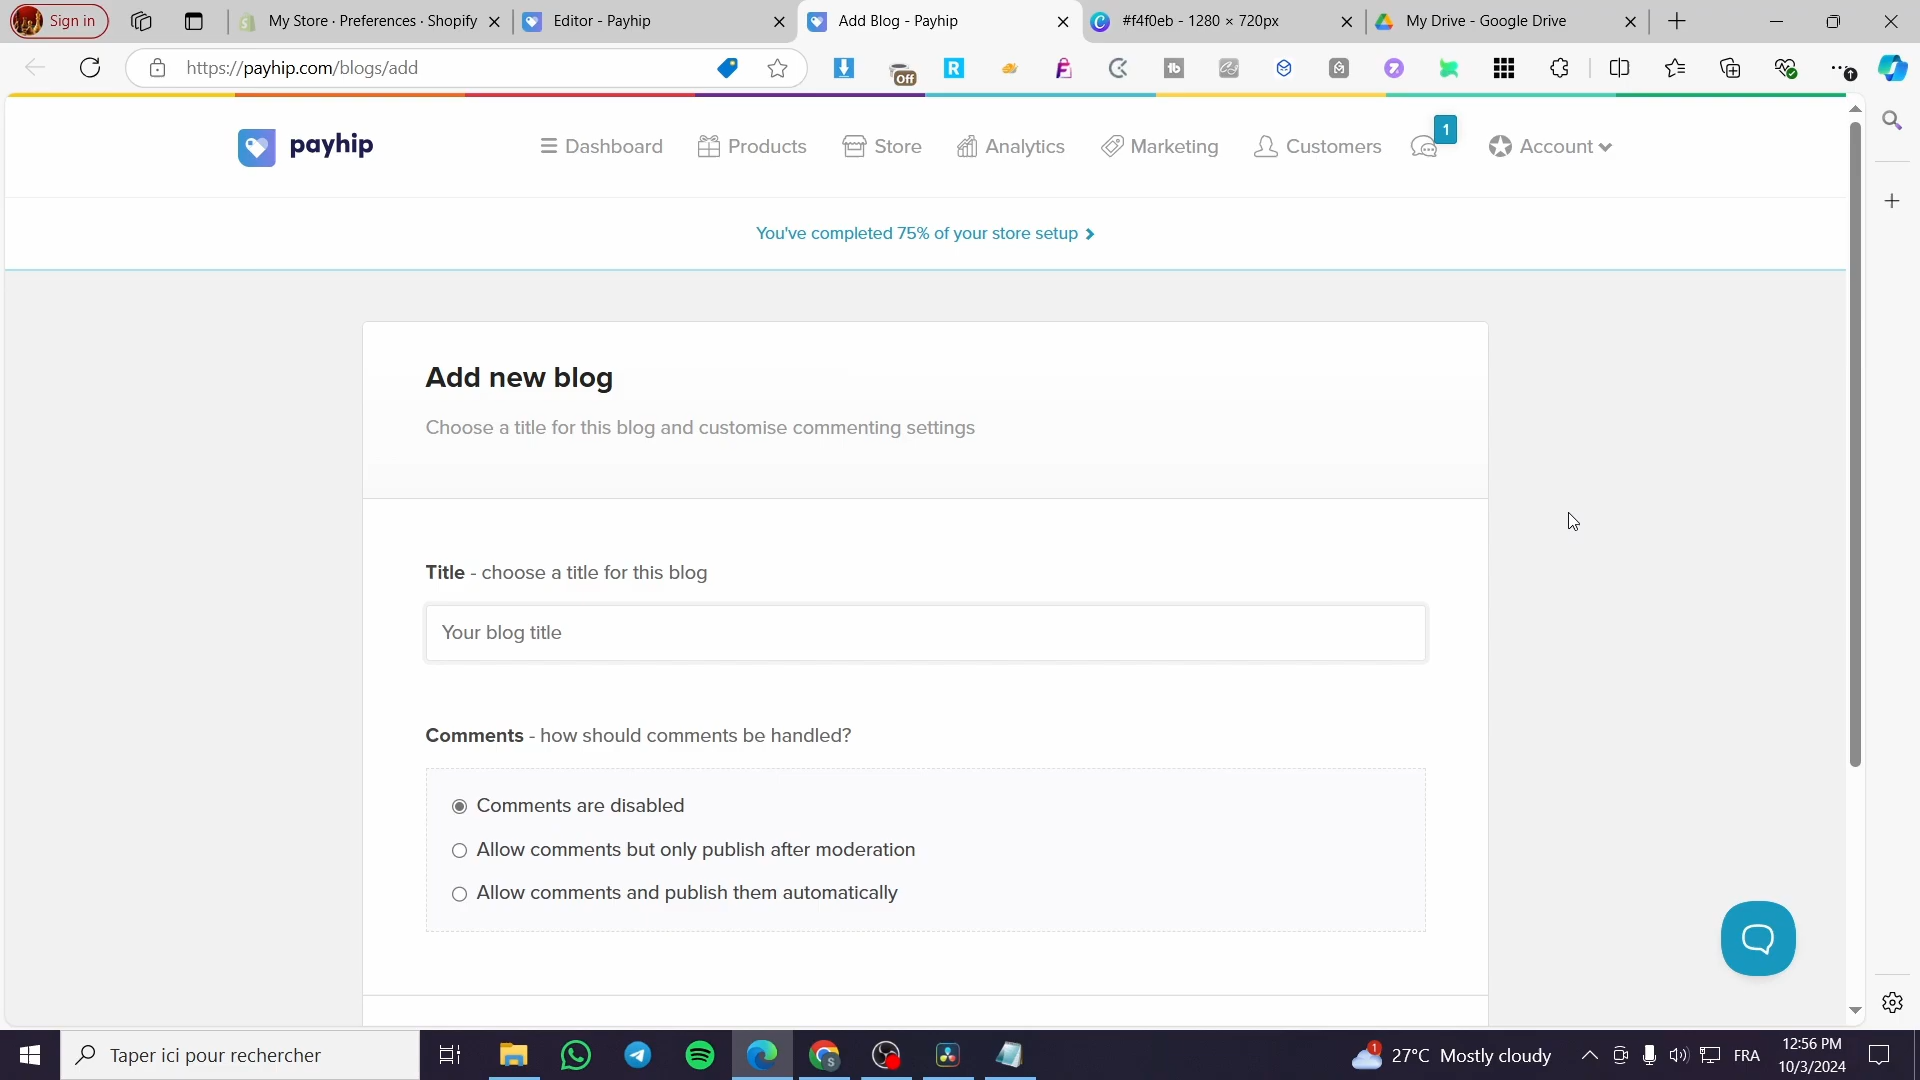 Sign in
My Store · Preferences · Shopify
Editor - Payhip
Add Blog - Payhip
#f4f0eb - 1280 × 720px
My Drive - Google Drive
https://payhip.com/blogs/add
Off
payhip
Dashboard
Products
Store
Analytics
Marketing
Customers
1
Account
You've completed 75% of your store setup
Add new blog
Choose a title for this blog and customise commenting settings
Title - choose a title for this blog
Your blog title
Comments - how should comments be handled?
Comments are disabled
Allow comments but only publish after moderation
Allow comments and publish them automatically
Taper ici pour rechercher
1
27°C Mostly cloudy
FRA
12:56 PM
10/3/2024